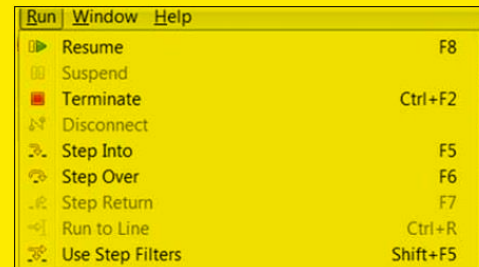 Run Window Help
Resume F8
Suspend
Terminate Ctrl+F2
Disconnect
Step Into F5
Step Over F6
Step Return F7
Run to Line Ctrl+R
Use Step Filters Shift+F5